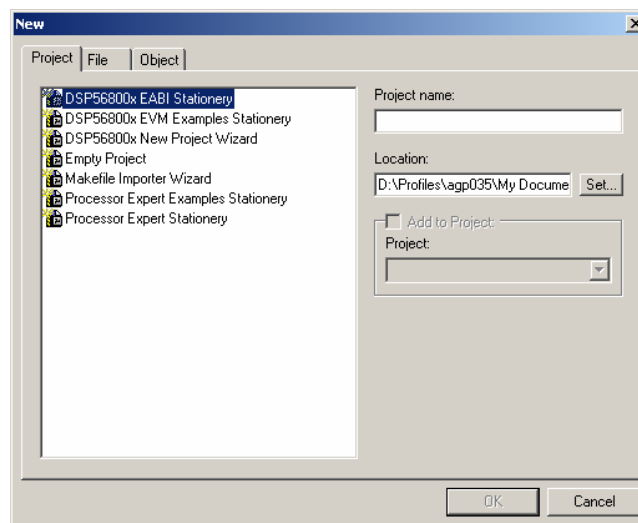 New
Project
File
Object
DSP56800x EABI Stationery
DSP56800x EVM Examples Stationery
DSP56800x New Project Wizard
Empty Project
Makefile Importer Wizard
Processor Expert Examples Stationery
Processor Expert Stationery
Project name:
Location:
D:\Profiles\agp035\My Docume
Set...
Add to Project:
Project:
OK
Cancel